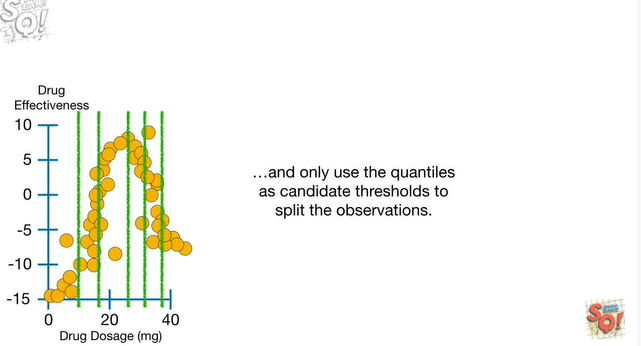 Drug
Effectiveness
10
5
0
-5
-10
-15
0
20
40
Drug Dosage (mg)
…and only use the quantiles
as candidate thresholds to
split the observations.
SQ!